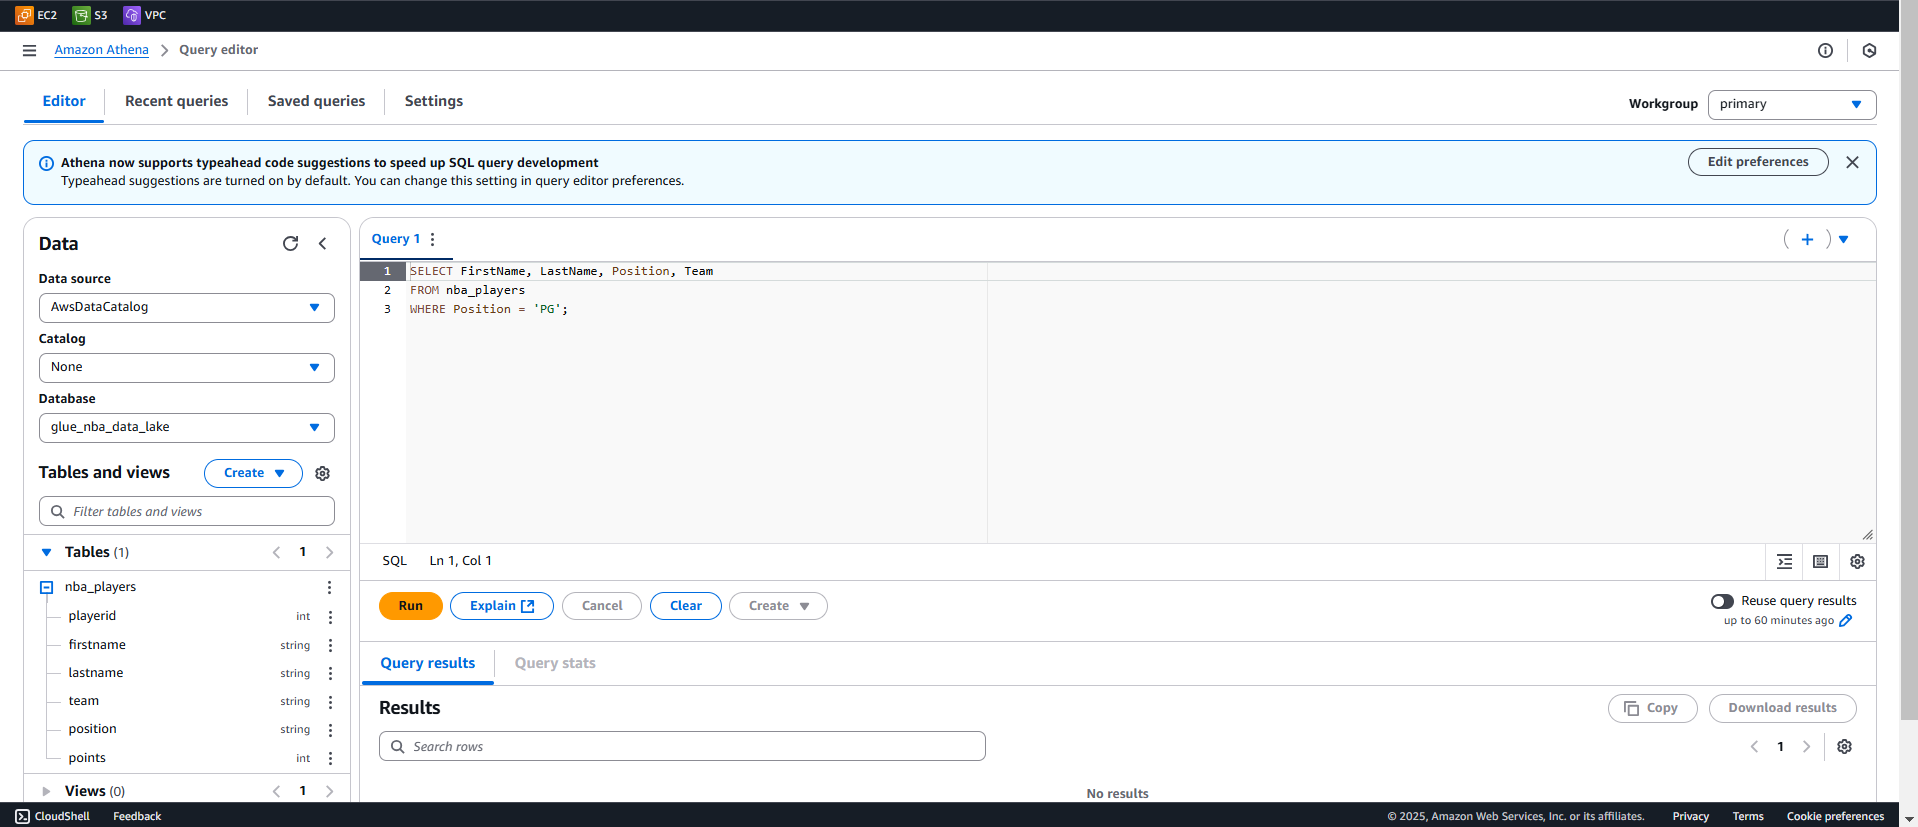 EC2 S3 VPC
Amazon Athena Query editor
Editor Recent queries Saved queries Settings
Workgroup primary
Athena now supports typeahead code suggestions to speed up SQL query development
Typeahead suggestions are turned on by default. You can change this setting in query editor preferences.
Edit preferences
Data
Data source
AwsDataCatalog
Catalog
None
Database
glue_nba_data_lake
Tables and views Create
Filter tables and views
Tables (1) 1
nba_players
playerid int
firstname string
lastname string
team string
position string
points int
Views (0) 1
Query 1
1 SELECT FirstName, LastName, Position, Team
2 FROM nba_players
3 WHERE Position = 'PG';
SQL Ln 1, Col 1
Run Explain Cancel Clear Create
Reuse query results
up to 60 minutes ago
Query results Query stats
Results
Copy Download results
Search rows
1
No results
CloudShell Feedback
© 2025, Amazon Web Services, Inc. or its affiliates. Privacy Terms Cookie preferences